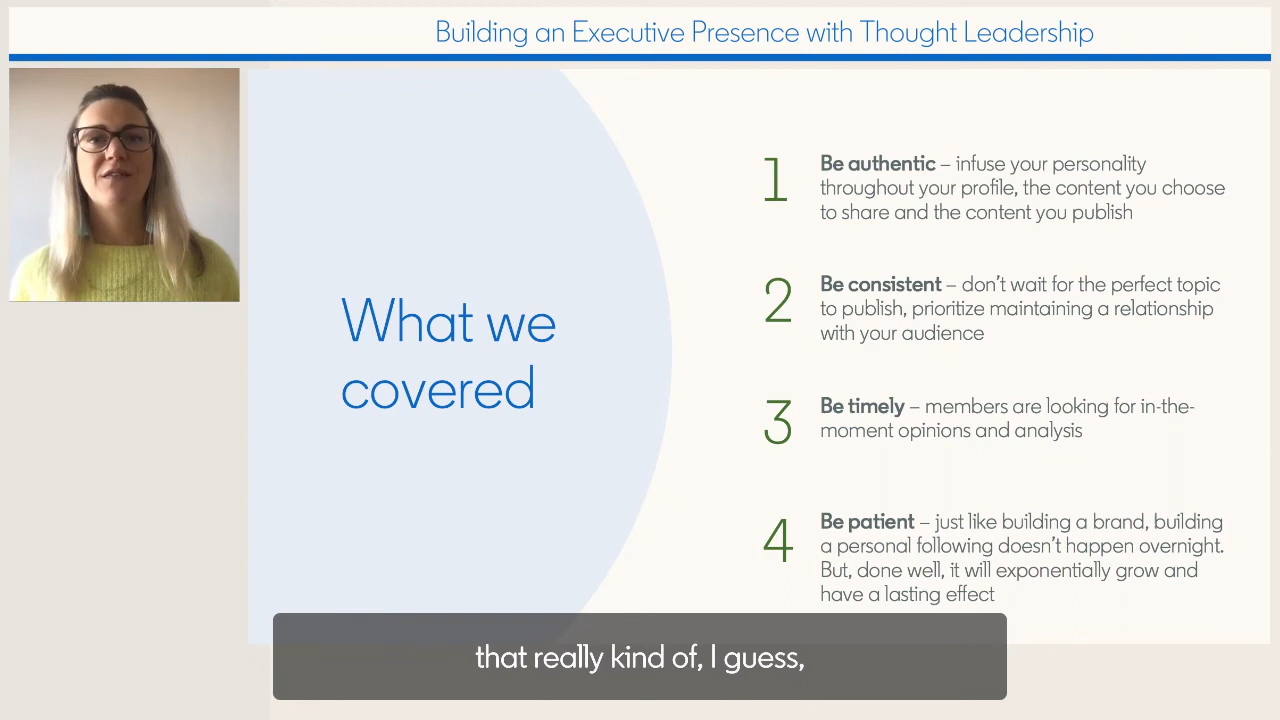 Building an Executive Presence with Thought Leadership
What we
covered
1
Be authentic – infuse your personality
throughout your profile, the content you choose
to share and the content you publish
2
Be consistent – don't wait for the perfect topic
to publish, prioritize maintaining a relationship
with your audience
3
Be timely – members are looking for in-the-
moment opinions and analysis
4
Be patient – just like building a brand, building
a personal following doesn't happen overnight.
But, done well, it will exponentially grow and
have a lasting effect
that really kind of, I guess,